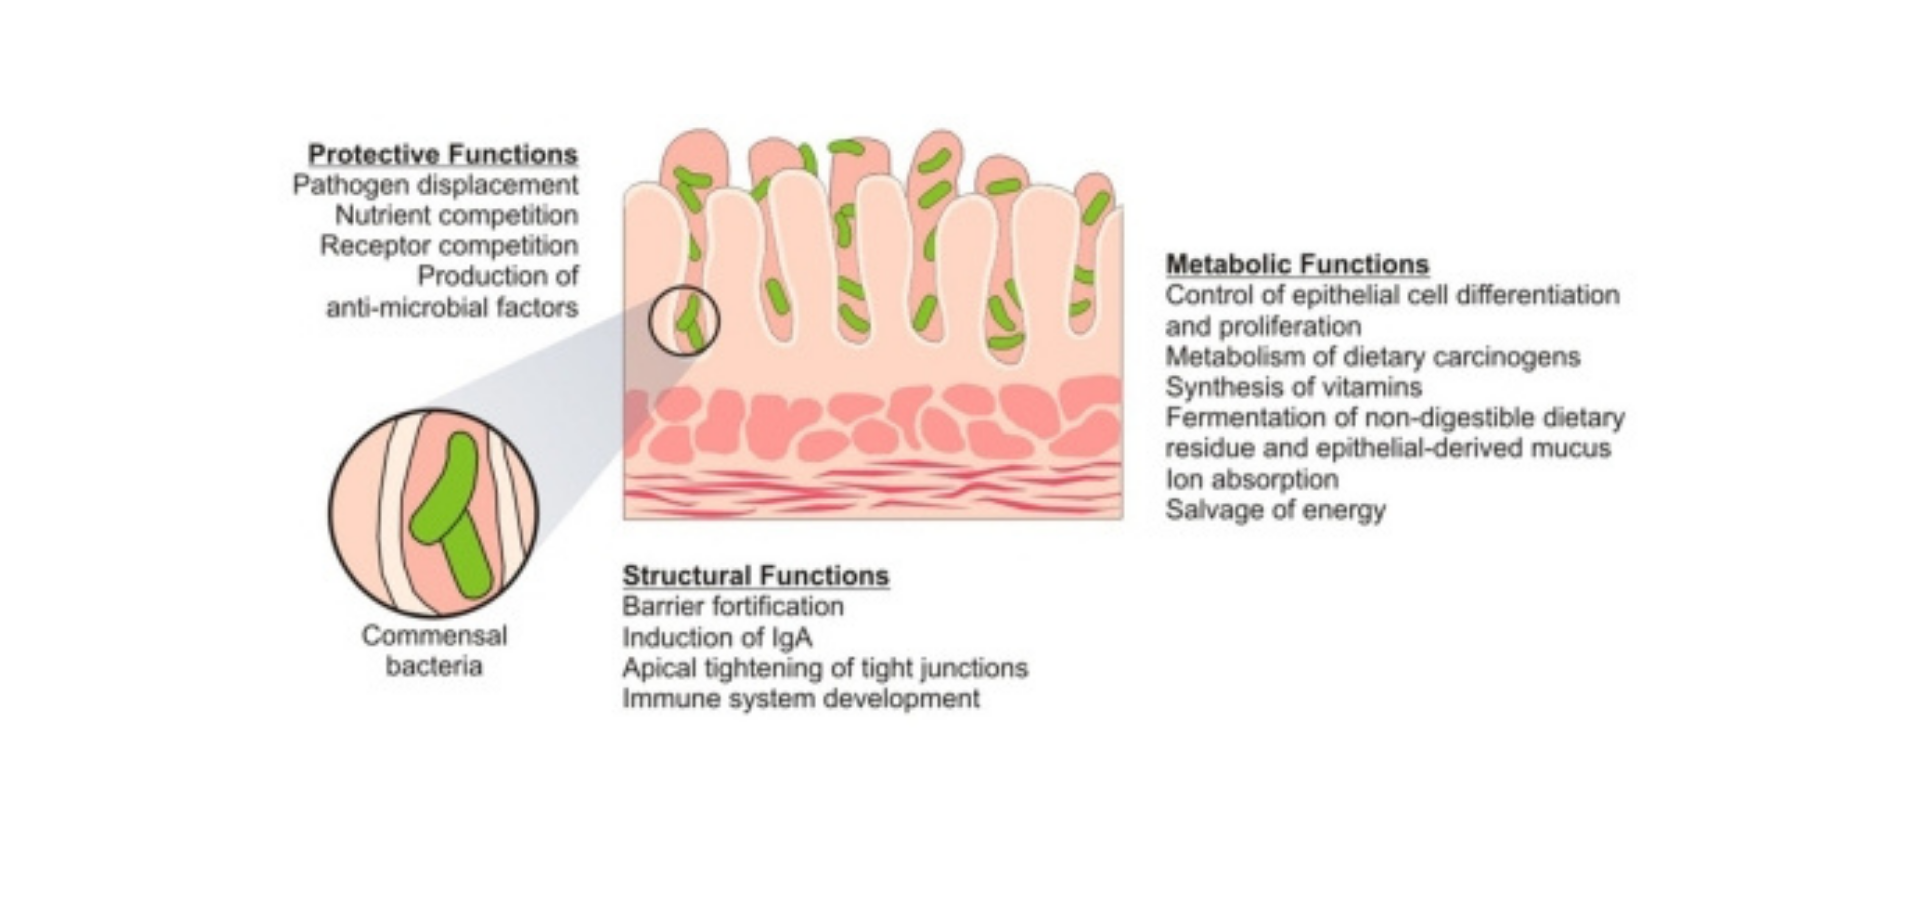 Protective Functions
Pathogen displacement
Nutrient competition
Receptor competition
Production of
anti-microbial factors
Commensal
bacteria
Structural Functions
Barrier fortification
Induction of IgA
Apical tightening of tight junctions
Immune system development
Metabolic Functions
Control of epithelial cell differentiation
and proliferation
Metabolism of dietary carcinogens
Synthesis of vitamins
Fermentation of non-digestible dietary
residue and epithelial-derived mucus
Ion absorption
Salvage of energy